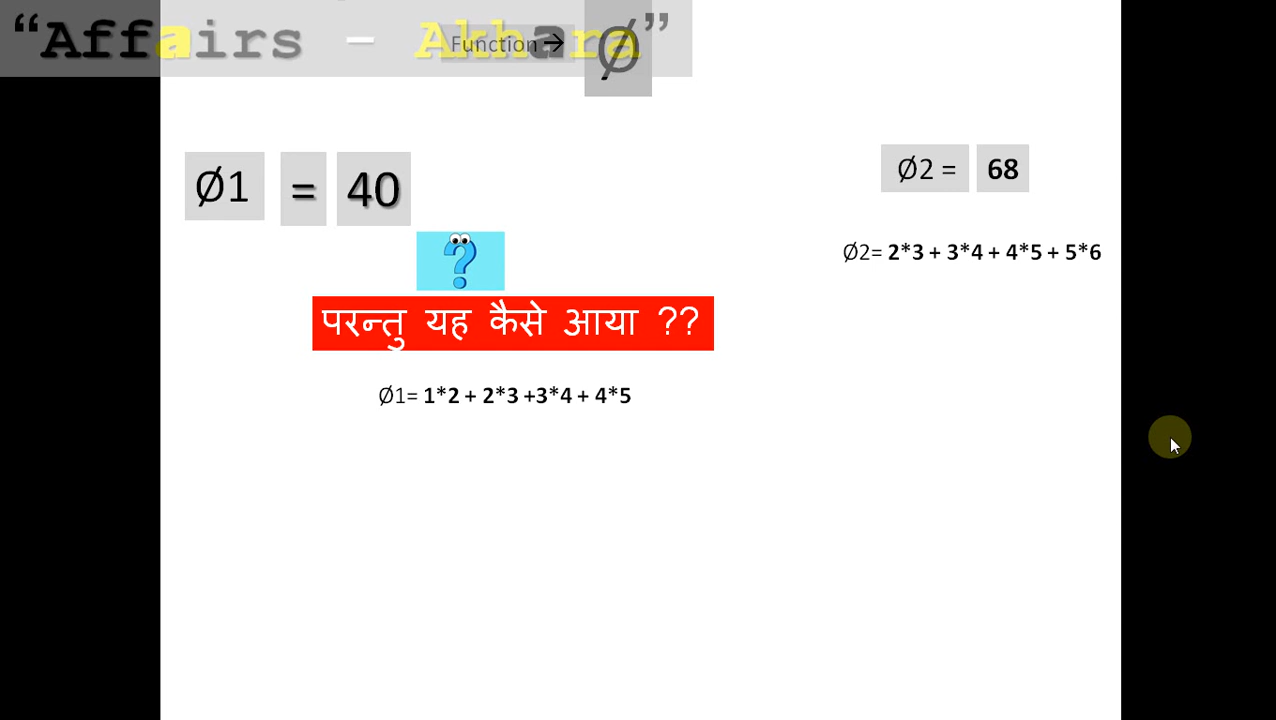 “Affairs – Akhara”
Function → Ø
Ø1 = 40
Ø2 = 68
Ø2= 2*3 + 3*4 + 4*5 + 5*6
?
परन्तु यह कैसे आया ??
Ø1= 1*2 + 2*3 +3*4 + 4*5